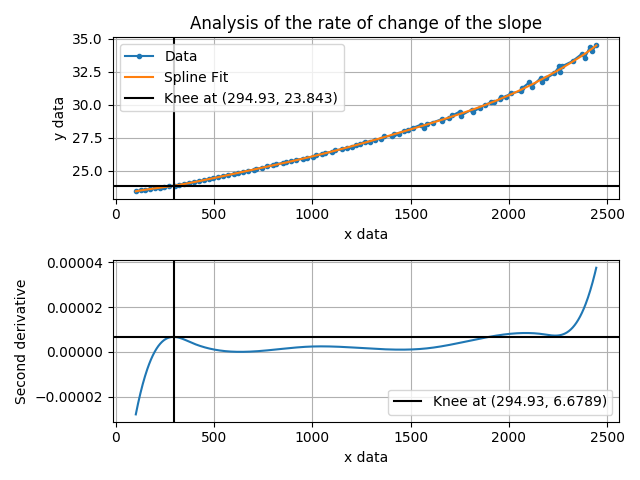 Analysis of the rate of change of the slope
35.0
32.5
30.0
27.5
25.0
y data
Data
Spline Fit
Knee at (294.93, 23.843)
0 500 1000 1500 2000 2500
x data
0.00004
0.00002
0.00000
−0.00002
Second derivative
Knee at (294.93, 6.6789)
0 500 1000 1500 2000 2500
x data